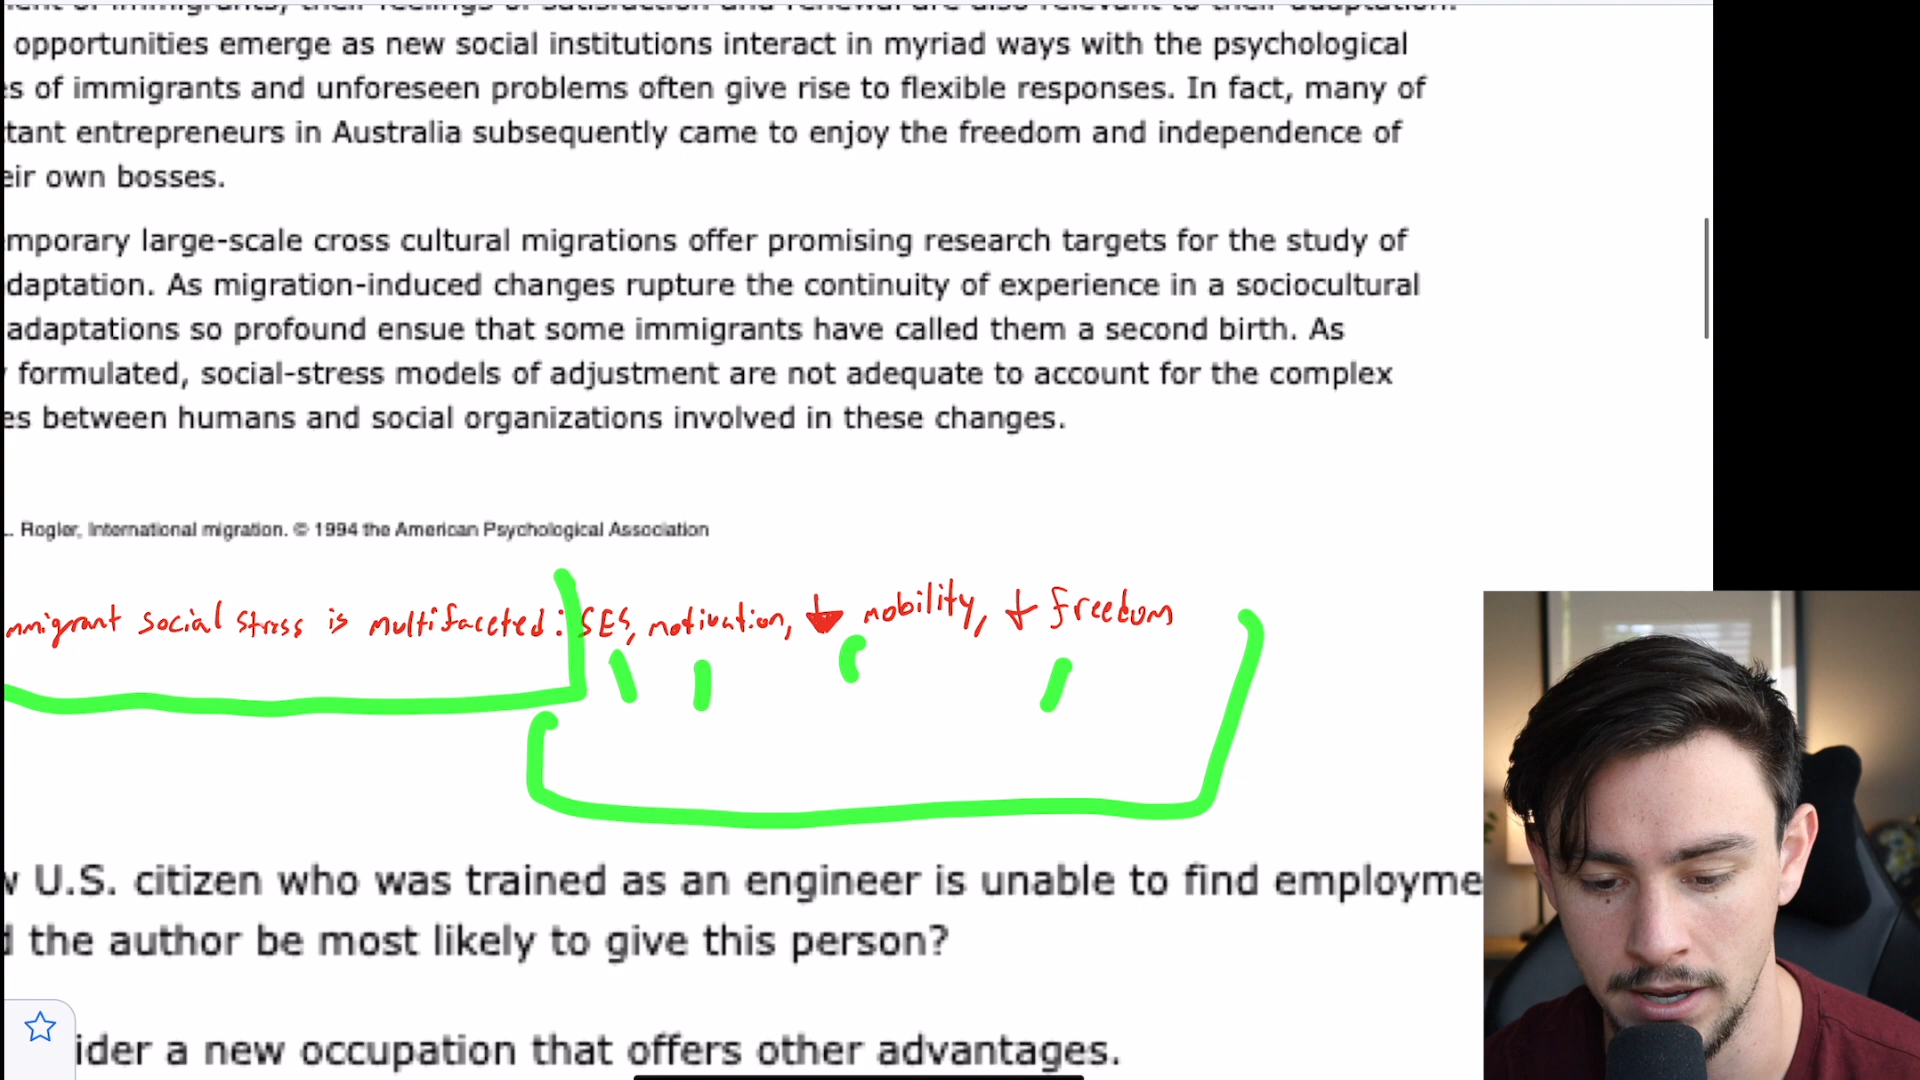 opportunities emerge as new social institutions interact in myriad ways with the psychological
of immigrants and unforeseen problems often give rise to flexible responses. In fact, many of
tant entrepreneurs in Australia subsequently came to enjoy the freedom and independence of
eir own bosses.
mporary large-scale cross cultural migrations offer promising research targets for the study of
daptation. As migration-induced changes rupture the continuity of experience in a sociocultural
adaptations so profound ensue that some immigrants have called them a second birth. As
formulated, social-stress models of adjustment are not adequate to account for the complex
es between humans and social organizations involved in these changes.
. Rogler, International migration. © 1994 the American Psychological Association
mmigrant social stress is multifaceted: SES, motivation, ↓ mobility, ↓ freedom
U.S. citizen who was trained as an engineer is unable to find employme
the author be most likely to give this person?
ider a new occupation that offers other advantages.